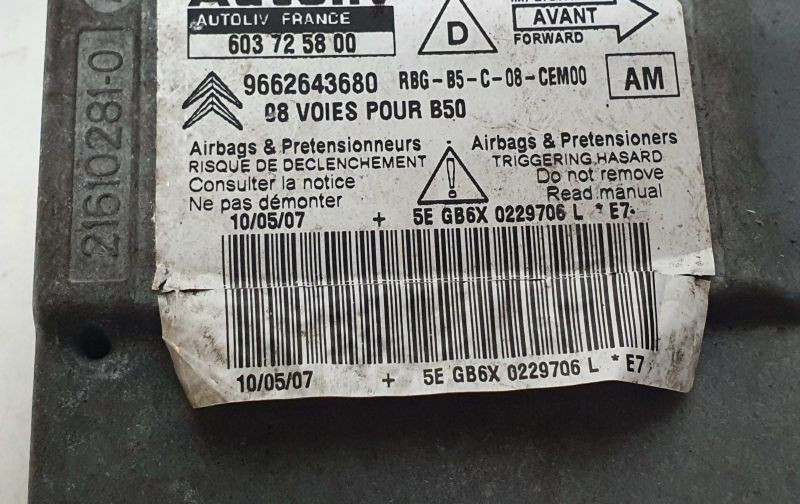 Autoliv
AUTOLIV FRANCE
603 72 58 00
D
AVANT
FORWARD
9662643680 RBG-B5-C-08-CEM00
AM
08 VOIES POUR B50
Airbags & Pretensionneurs
RISQUE DE DECLENCHEMENT
Consulter la notice
Ne pas démonter
Airbags & Pretensioners
TRIGGERING HASARD
Do not remove
Read manual
10/05/07 + 5E GB6X 0229706 L * E7
10/05/07 + 5E GB6X 0229706 L * E7
21610281-01